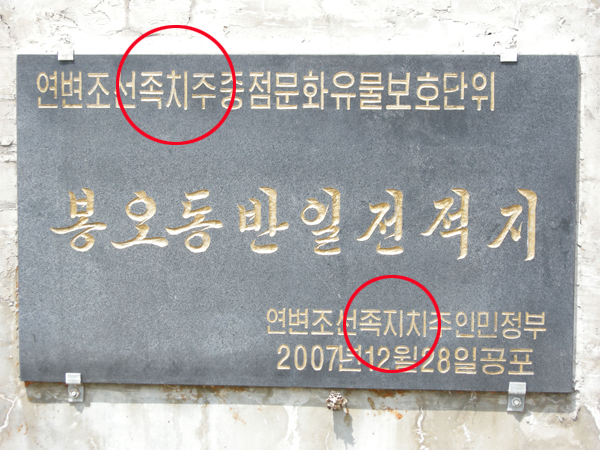 연변조선족치주중점문화유물보호단위
봉오동반일전적지
연변조선족지치주인민정부
2007년12월28일공포